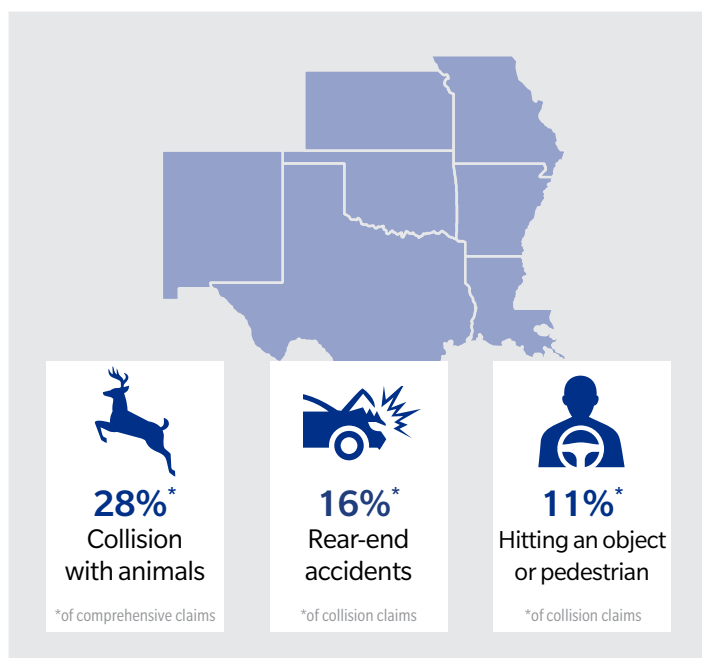 28%*
Collision
with animals
*of comprehensive claims
16%*
Rear-end
accidents
*of collision claims
11%*
Hitting an object
or pedestrian
*of collision claims